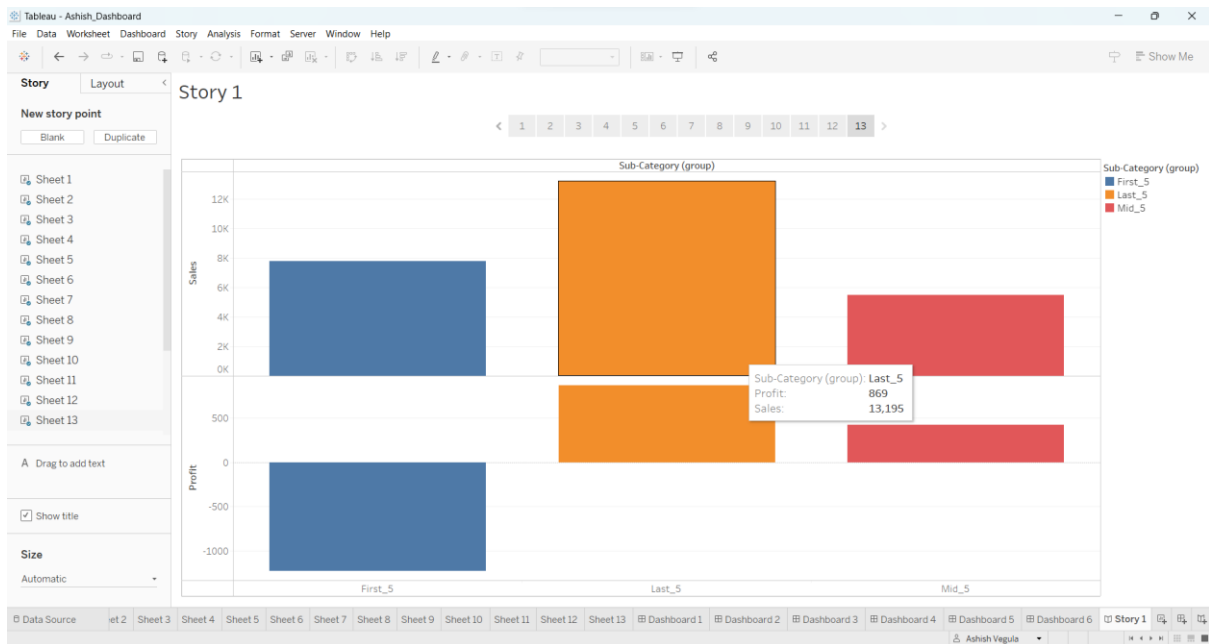 Tableau - Ashish_Dashboard
File Data Worksheet Dashboard Story Analysis Format Server Window Help
Show Me
Story Layout
New story point
Blank Duplicate
Sheet 1
Sheet 2
Sheet 3
Sheet 4
Sheet 5
Sheet 6
Sheet 7
Sheet 8
Sheet 9
Sheet 10
Sheet 11
Sheet 12
Sheet 13
A Drag to add text
Show title
Size
Automatic
Story 1
1 2 3 4 5 6 7 8 9 10 11 12 13
Sub-Category (group)
Sales
12K
10K
8K
6K
4K
2K
0K
Profit
500
0
-500
-1000
First_5 Last_5 Mid_5
Sub-Category (group): Last_5
Profit: 869
Sales: 13,195
Sub-Category (group)
First_5
Last_5
Mid_5
Data Source et 2 Sheet 3 Sheet 4 Sheet 5 Sheet 6 Sheet 7 Sheet 8 Sheet 9 Sheet 10 Sheet 11 Sheet 12 Sheet 13 Dashboard 1 Dashboard 2 Dashboard 3 Dashboard 4 Dashboard 5 Dashboard 6 Story 1
Ashish Vegula